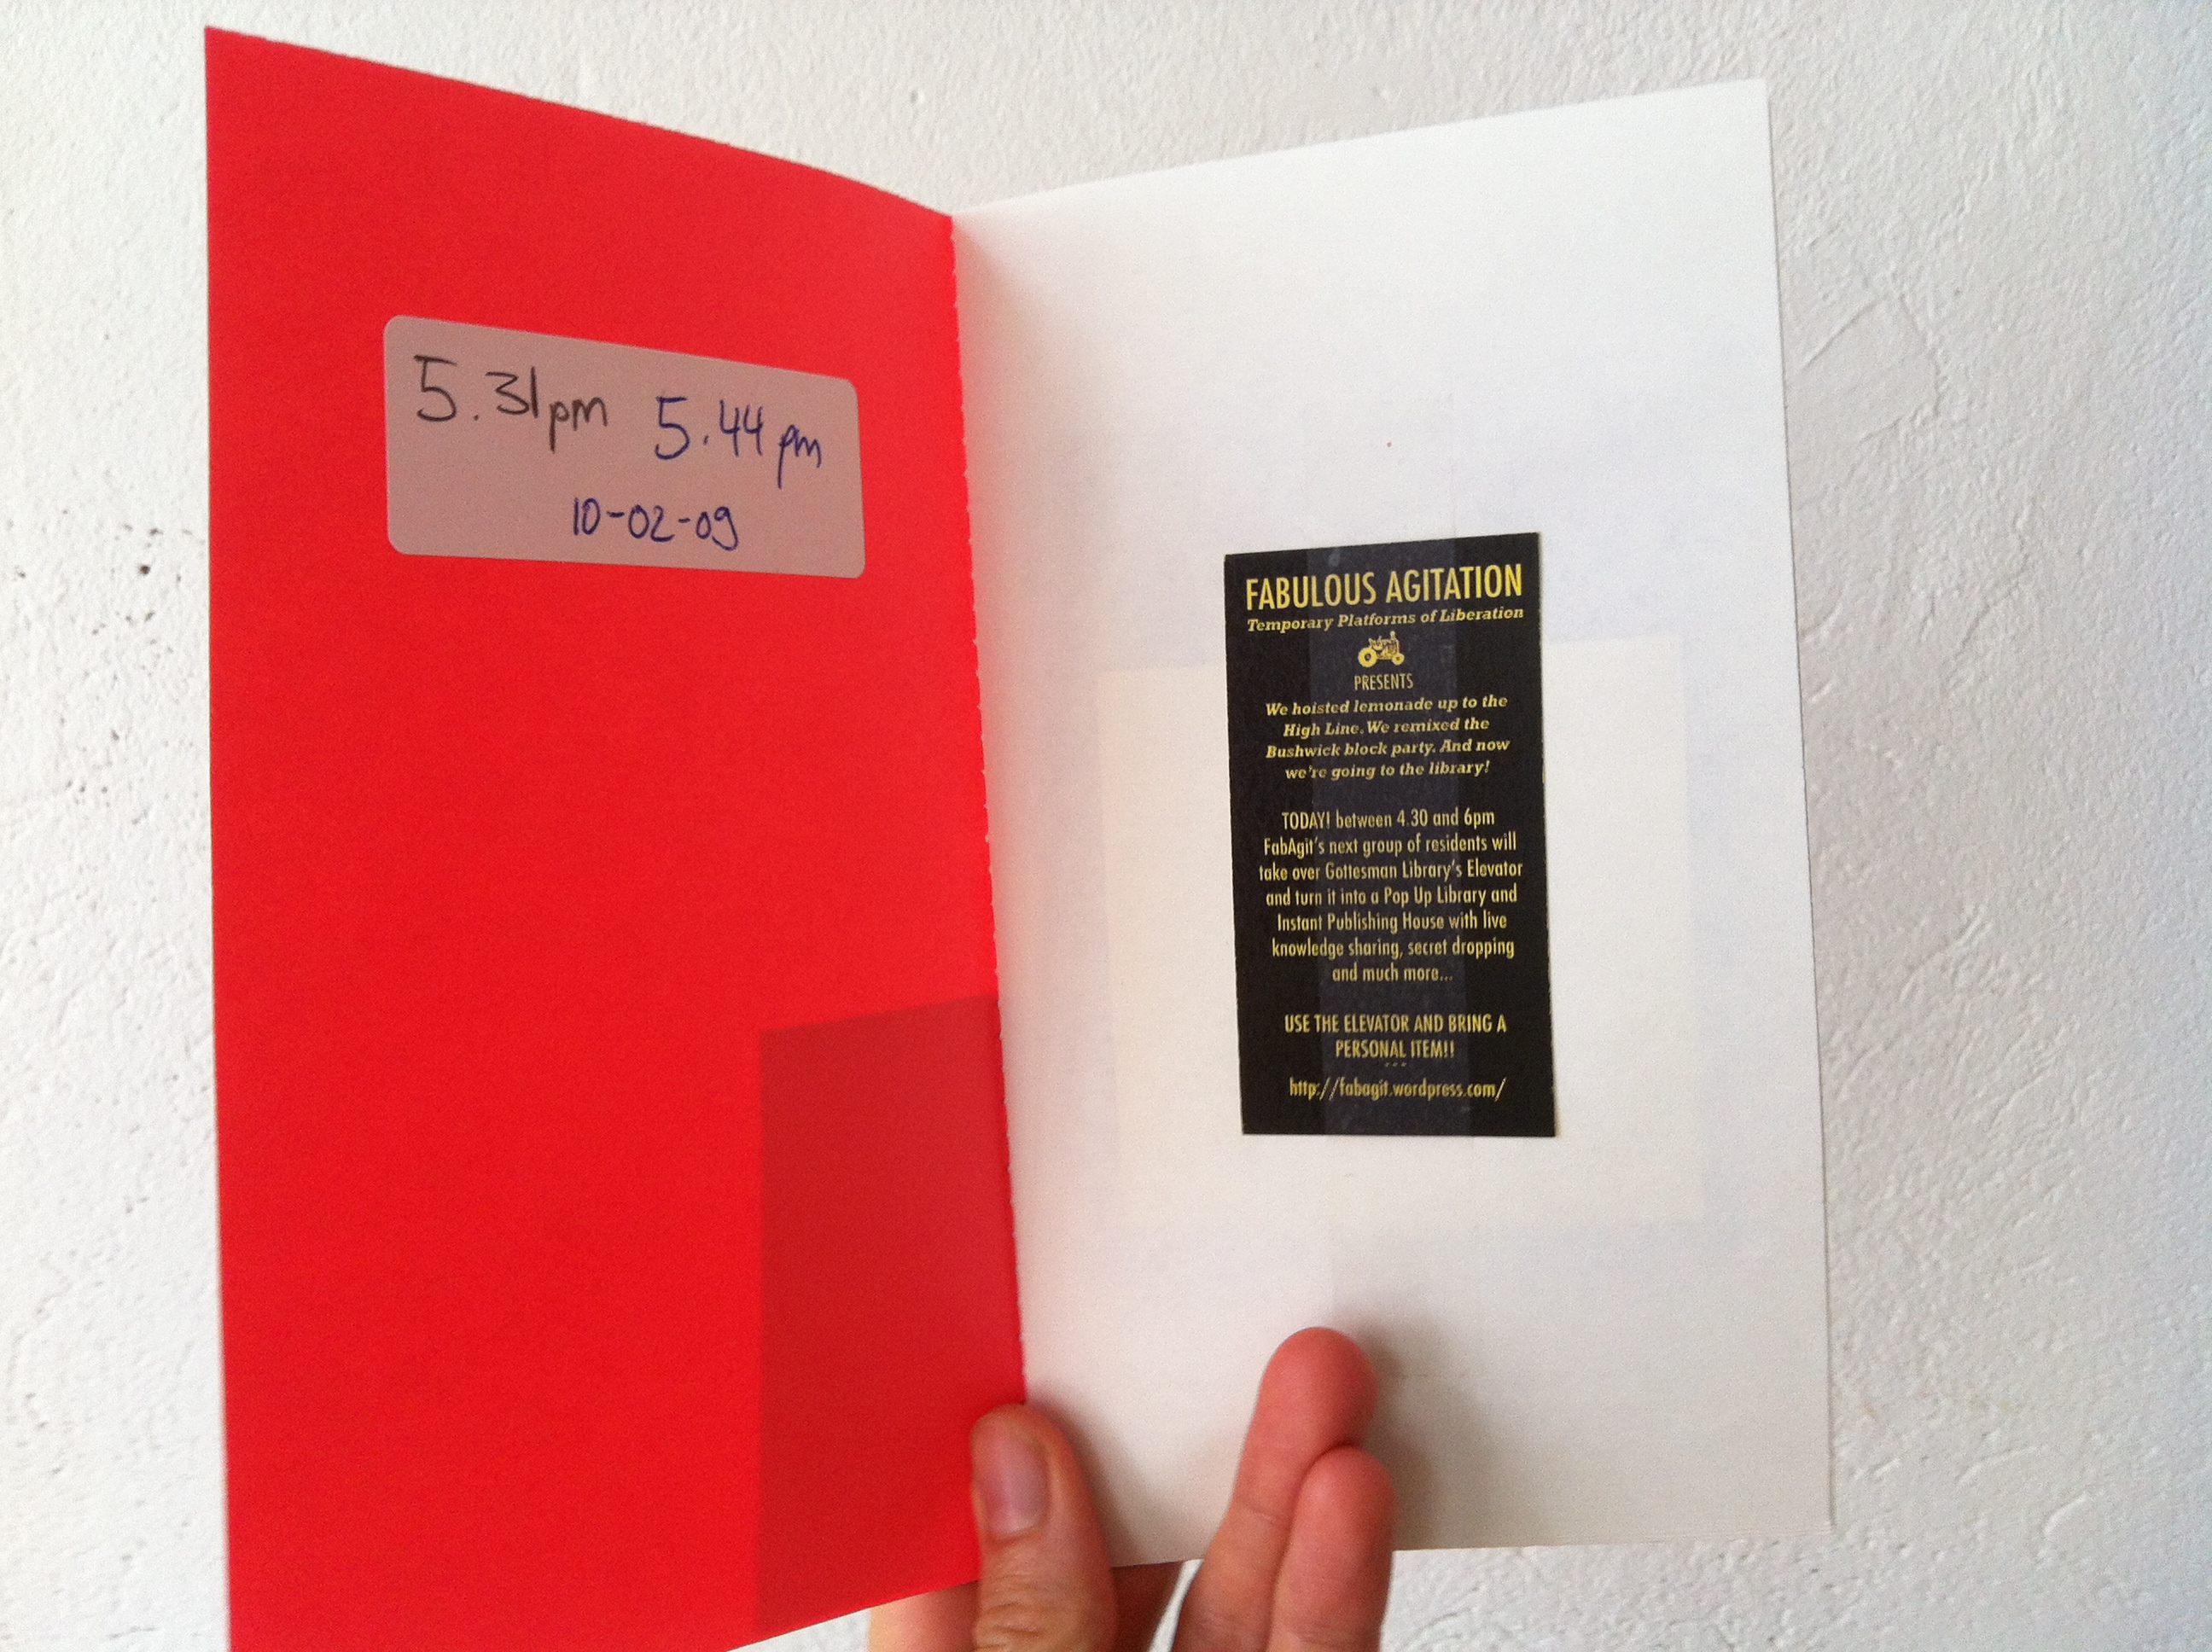 5.31pm 5.44pm
10-02-09
FABULOUS AGITATION
Temporary Platforms of Liberation
PRESENTS
We hoisted lemonade up to the
High Line. We remixed the
Bushwick block party. And now
we're going to the library!
TODAY! between 4.30 and 6pm
FabAgit's next group of residents will
take over Gottesman Library's Elevator
and turn it into a Pop Up Library and
Instant Publishing House with live
knowledge sharing, secret dropping
and much more...
USE THE ELEVATOR AND BRING A
PERSONAL ITEM!!
---
http://fabagit.wordpress.com/